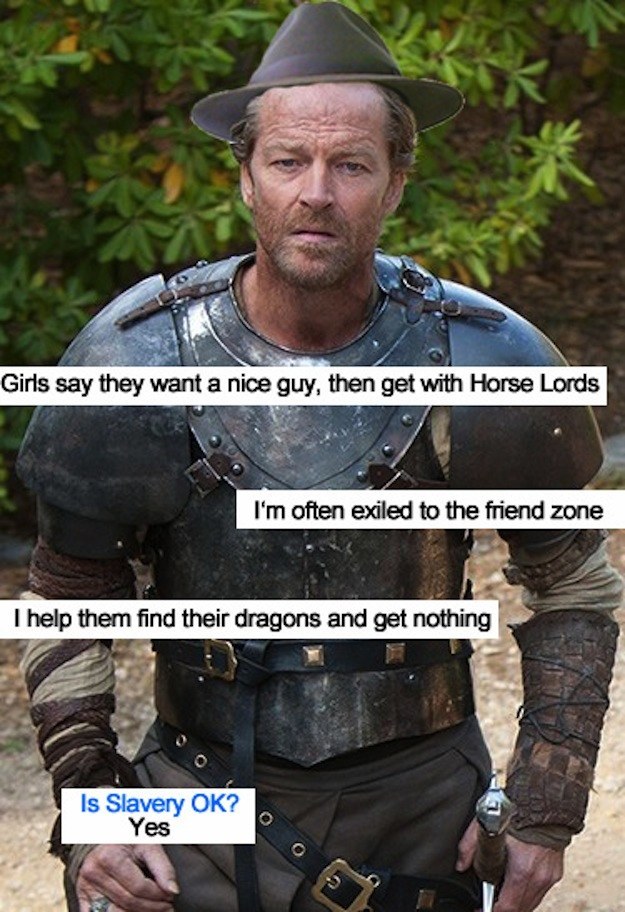 Girls say they want a nice guy, then get with Horse Lords
I'm often exiled to the friend zone
I help them find their dragons and get nothing
Is Slavery OK?
Yes